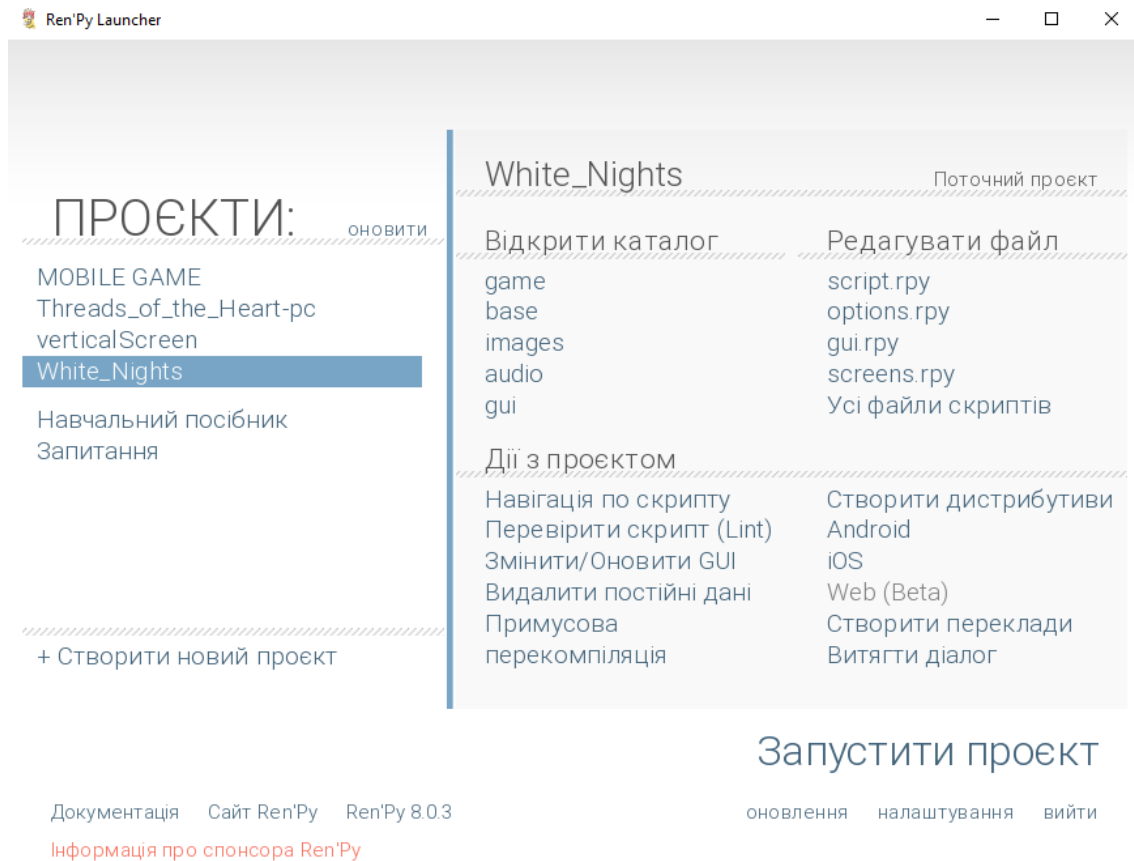 Ren'Py Launcher
ПРОЄКТИ:
оновити
MOBILE GAME
Threads_of_the_Heart-pc
verticalScreen
White_Nights
Навчальний посібник
Запитання
+ Створити новий проєкт
White_Nights
Поточний проєкт
Відкрити каталог
game
base
images
audio
gui
Редагувати файл
script.rpy
options.rpy
gui.rpy
screens.rpy
Усі файли скриптів
Дії з проєктом
Навігація по скрипту
Перевірити скрипт (Lint)
Змінити/Оновити GUI
Видалити постійні дані
Примусова
перекомпіляція
Створити дистрибутиви
Android
iOS
Web (Beta)
Створити переклади
Витягти діалог
Запустити проєкт
Документація
Сайт Ren'Py
Ren'Py 8.0.3
оновлення
налаштування
вийти
Інформація про спонсора Ren'Py